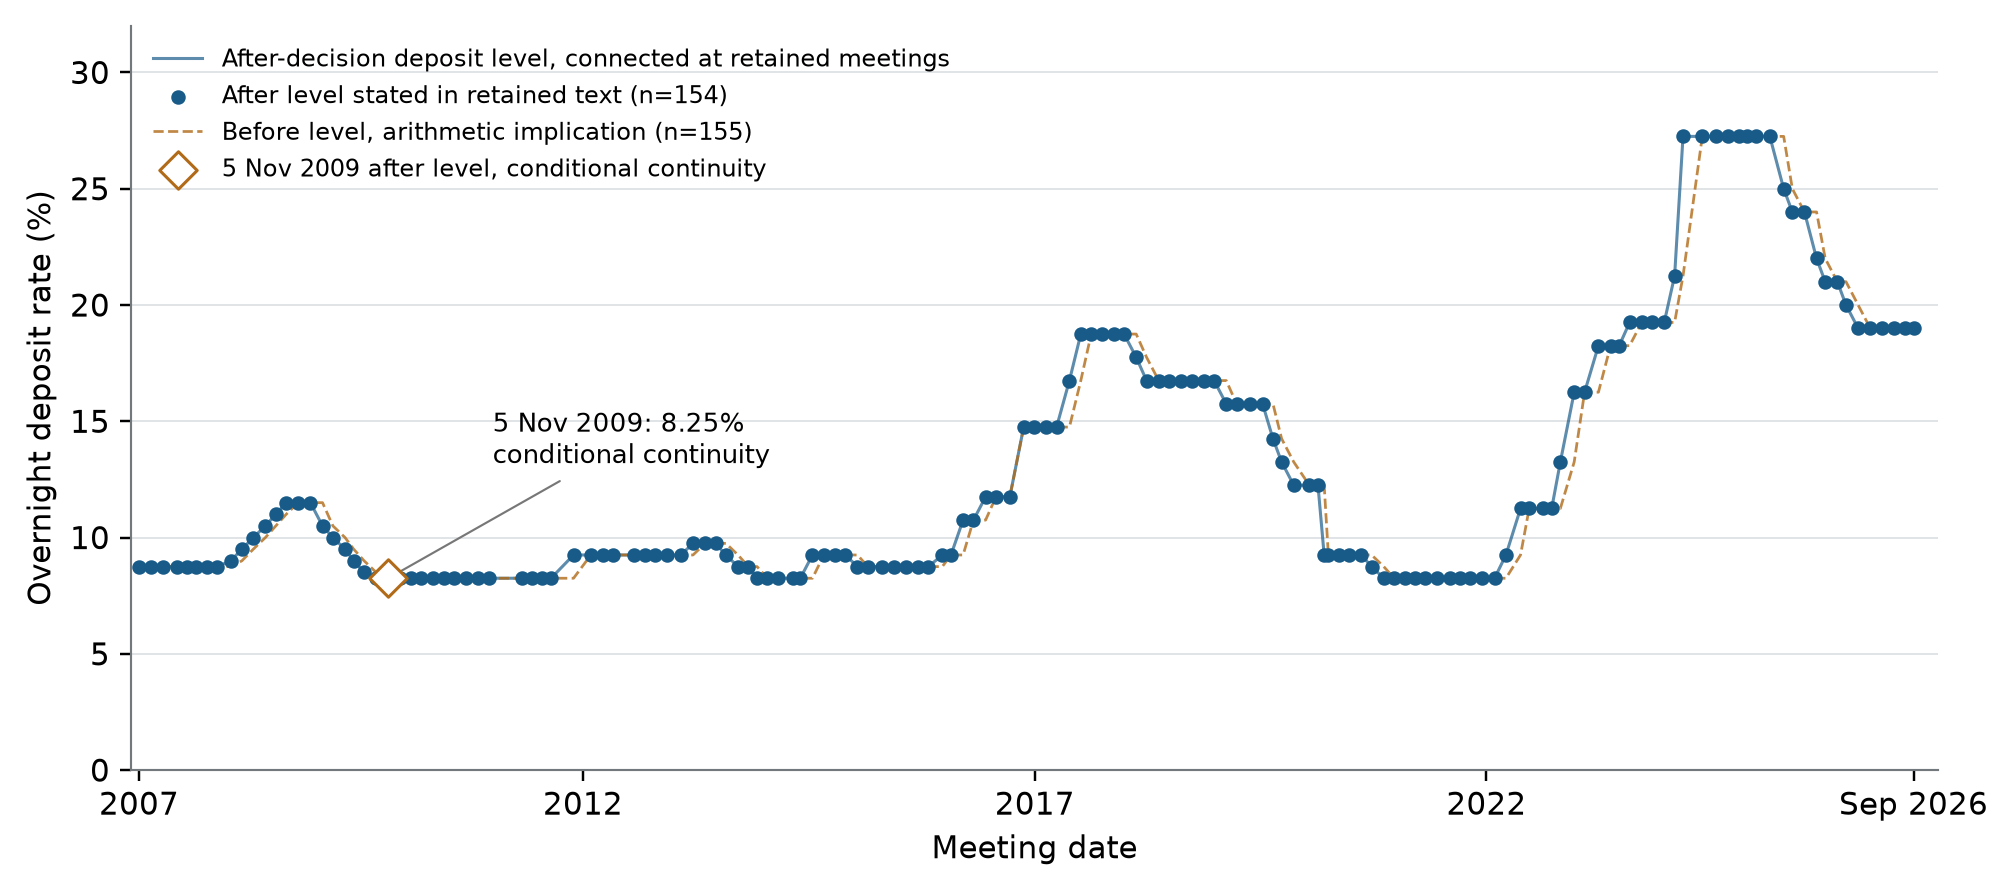 After-decision deposit level, connected at retained meetings
After level stated in retained text (n=154)
Before level, arithmetic implication (n=155)
5 Nov 2009 after level, conditional continuity
30
25
20
15
10
5
0
Overnight deposit rate (%)
5 Nov 2009: 8.25%
conditional continuity
2007
2012
2017
2022
Sep 2026
Meeting date